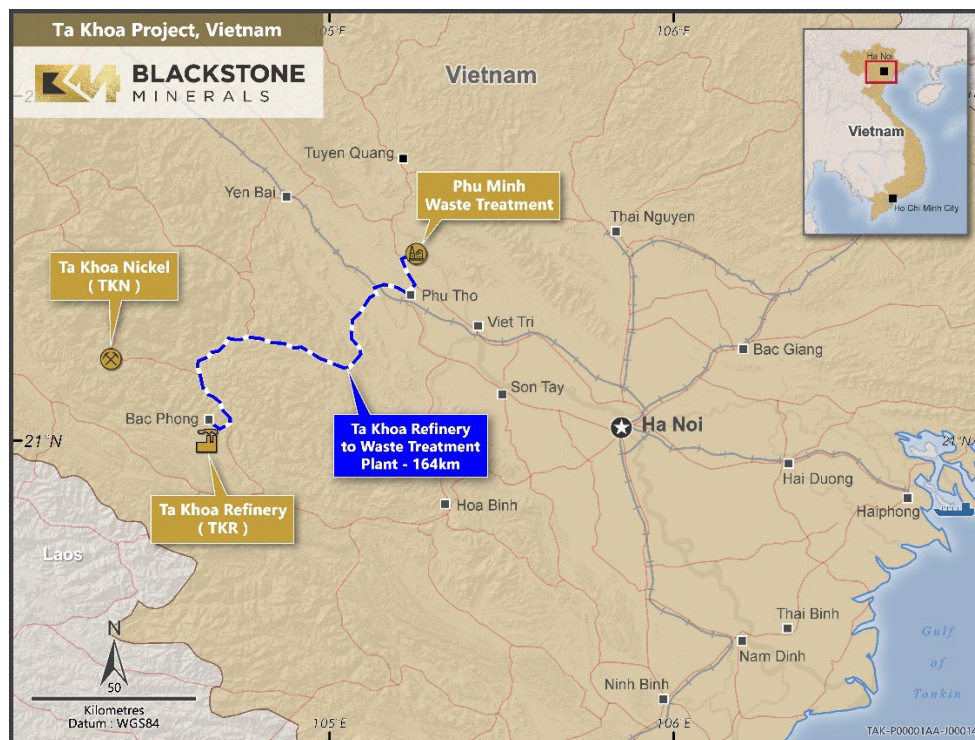 Ta Khoa Project, Vietnam
BLACKSTONE
MINERALS
105°E
106°E
Vietnam
Ha Noi
Vietnam
Ho Chi Minh City
Tuyen Quang
Yen Bai
Phu Minh
Waste Treatment
Thai Nguyen
Ta Khoa Nickel
( TKN )
Phu Tho
Viet Tri
Bac Giang
Son Tay
Bac Phong
Ta Khoa Refinery
to Waste Treatment
Plant - 164km
Ha Noi
21°N
21°N
Hai Duong
Ta Khoa Refinery
( TKR )
Hoa Binh
Haiphong
Laos
Thai Binh
Gulf
of
Tonkin
N
50
Nam Dinh
Ninh Binh
Kilometres
Datum : WGS84
105°E
106°E
TAK-P00001AA-J00014